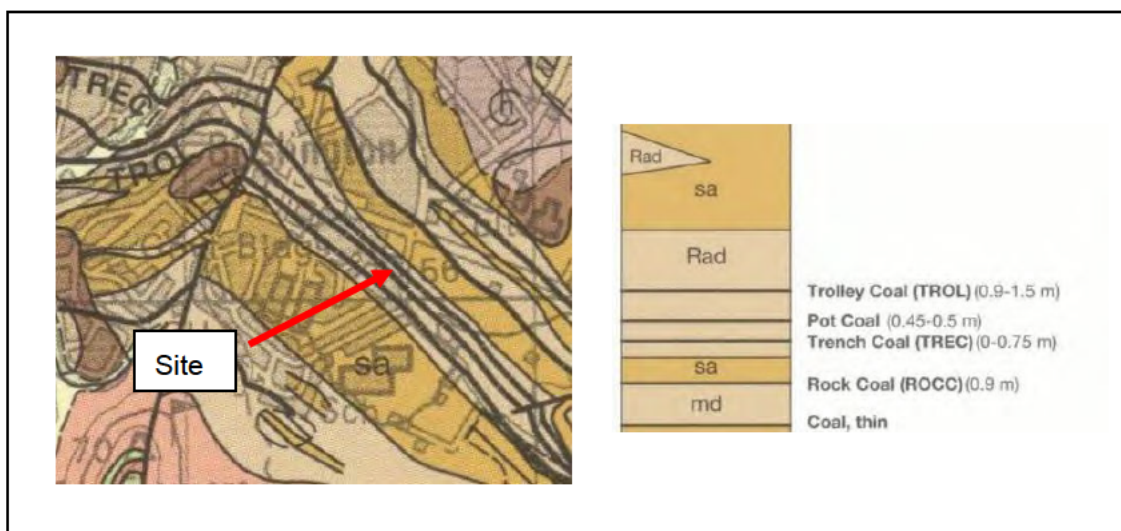 TREC
TROL
Site
sa
h
70
Rad
sa
Rad
Trolley Coal (TROL) (0.9-1.5 m)
Pot Coal (0.45-0.5 m)
Trench Coal (TREC) (0-0.75 m)
sa
Rock Coal (ROCC) (0.9 m)
md
Coal, thin